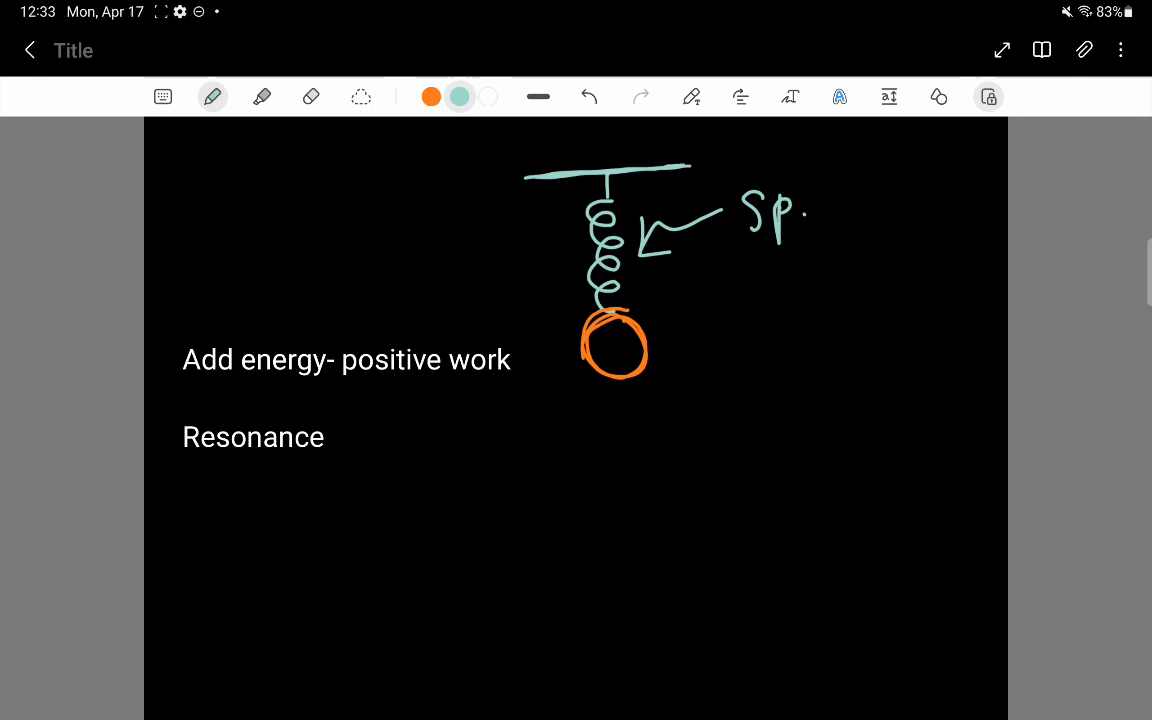 12:33 Mon, Apr 17 83%
Title
Sp.
Add energy- positive work
Resonance